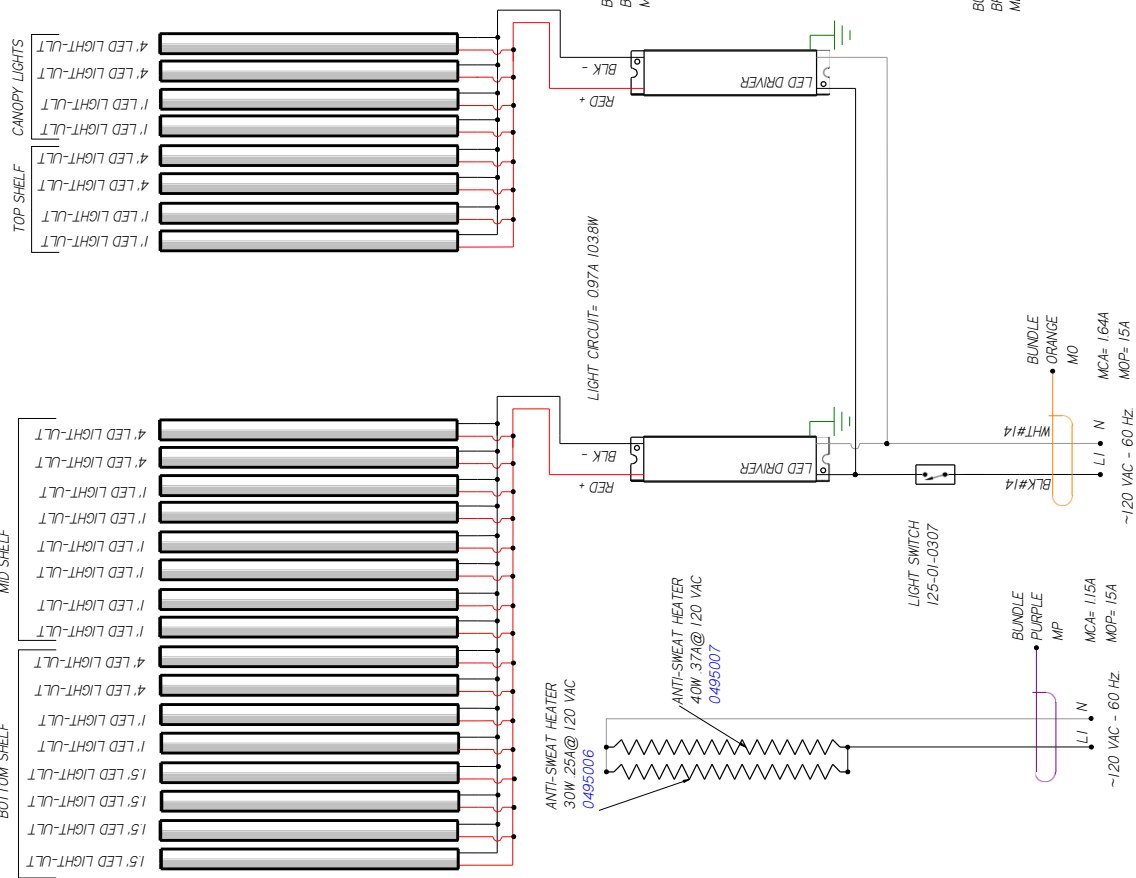 CANOPY LIGHTS
4' LED LIGHT-ULT
4' LED LIGHT-ULT
1' LED LIGHT-ULT
1' LED LIGHT-ULT
TOP SHELF
4' LED LIGHT-ULT
4' LED LIGHT-ULT
1' LED LIGHT-ULT
1' LED LIGHT-ULT
BLK -
RED +
LED DRIVER
LIGHT CIRCUIT= 0.97A 103.8W
MID SHELF
4' LED LIGHT-ULT
4' LED LIGHT-ULT
1' LED LIGHT-ULT
1' LED LIGHT-ULT
1' LED LIGHT-ULT
1' LED LIGHT-ULT
1' LED LIGHT-ULT
1' LED LIGHT-ULT
BOTTOM SHELF
4' LED LIGHT-ULT
4' LED LIGHT-ULT
1' LED LIGHT-ULT
1' LED LIGHT-ULT
1.5' LED LIGHT-ULT
1.5' LED LIGHT-ULT
1.5' LED LIGHT-ULT
1.5' LED LIGHT-ULT
BLK -
RED +
LED DRIVER
LIGHT SWITCH
125-01-0307
WHT#14
BLK#14
BUNDLE
ORANGE
MO
L1 N
MCA= 1.64A
MOP= 15A
~120 VAC - 60 Hz.
ANTI-SWEAT HEATER
30W .25A@ 120 VAC
0495006
ANTI-SWEAT HEATER
40W .37A@ 120 VAC
0495007
BUNDLE
PURPLE
MP
L1 N
MCA= 1.15A
MOP= 15A
~120 VAC - 60 Hz.